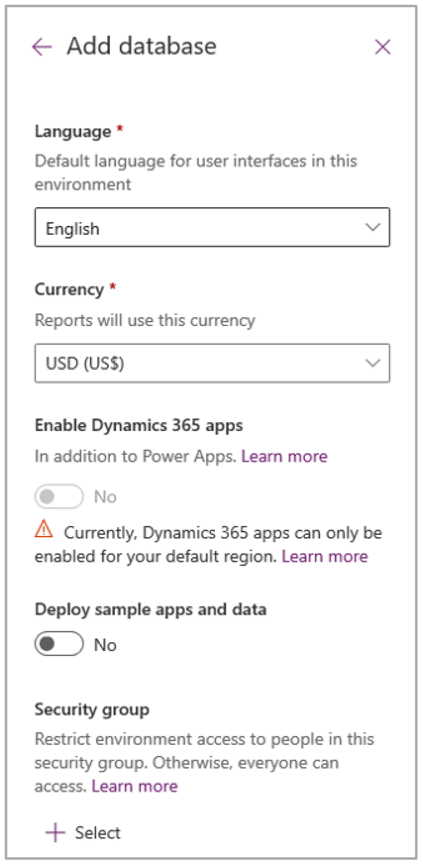 Add database
Language *
Default language for user interfaces in this
environment
English
Currency *
Reports will use this currency
USD (US$)
Enable Dynamics 365 apps
In addition to Power Apps. Learn more
No
Currently, Dynamics 365 apps can only be
enabled for your default region. Learn more
Deploy sample apps and data
No
Security group
Restrict environment access to people in this
security group. Otherwise, everyone can
access. Learn more
Select